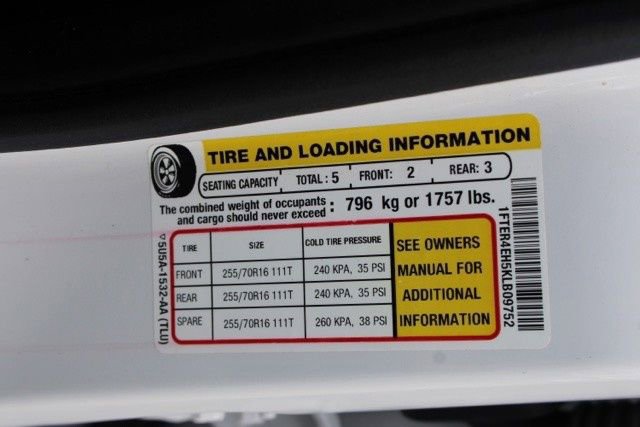 TIRE AND LOADING INFORMATION
SEATING CAPACITY TOTAL : 5 FRONT: 2 REAR: 3
The combined weight of occupants
and cargo should never exceed : 796 kg or 1757 lbs.
TIRE SIZE COLD TIRE PRESSURE
FRONT 255/70R16 111T 240 KPA, 35 PSI
REAR 255/70R16 111T 240 KPA, 35 PSI
SPARE 255/70R16 111T 260 KPA, 38 PSI
SEE OWNERS
MANUAL FOR
ADDITIONAL
INFORMATION
5U5A-1532-AA (TLU)
1FTER4EH5KLB09752